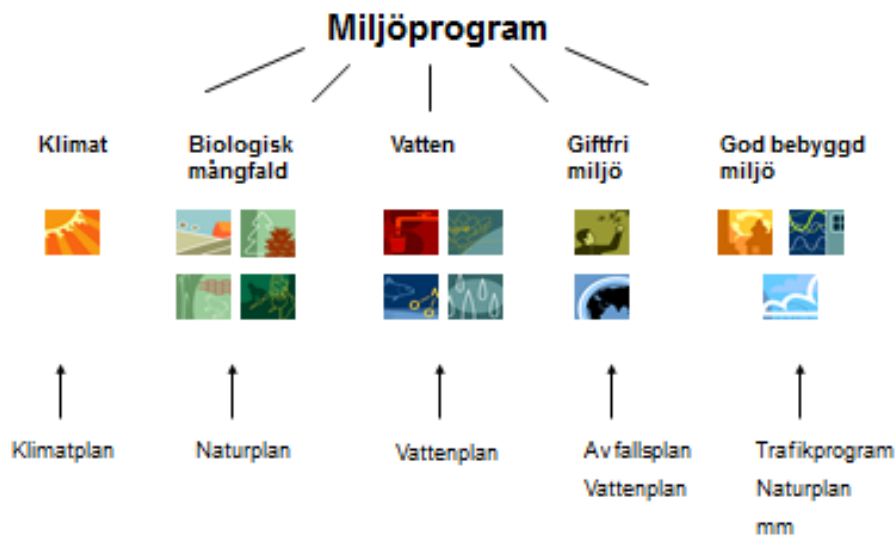 Miljöprogram
Klimat
Biologisk
mångfald
Vatten
Giftfri
miljö
God bebyggd
miljö
Klimatplan
Naturplan
Vattenplan
Avfallsplan
Vattenplan
Trafikprogram
Naturplan
mm